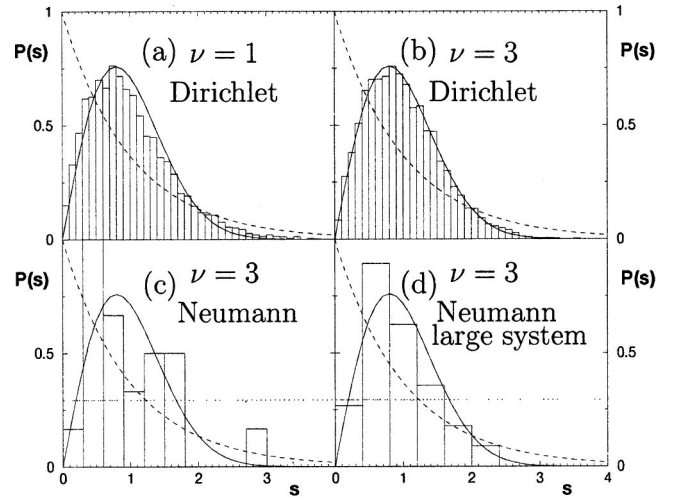 1
1
P(s) (a) ν = 1 (b) ν = 3 P(s)
Dirichlet Dirichlet
0.5 0.5
0 0
P(s) (c) ν = 3 (d) ν = 3 P(s)
Neumann Neumann
large system
0.5 0.5
0 0
0 1 2 3 0 1 2 3 4
s s